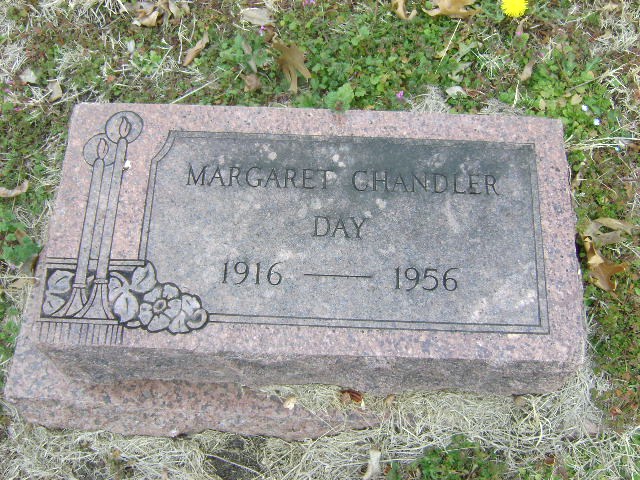 MARGARET CHANDLER
DAY
1916 — 1956